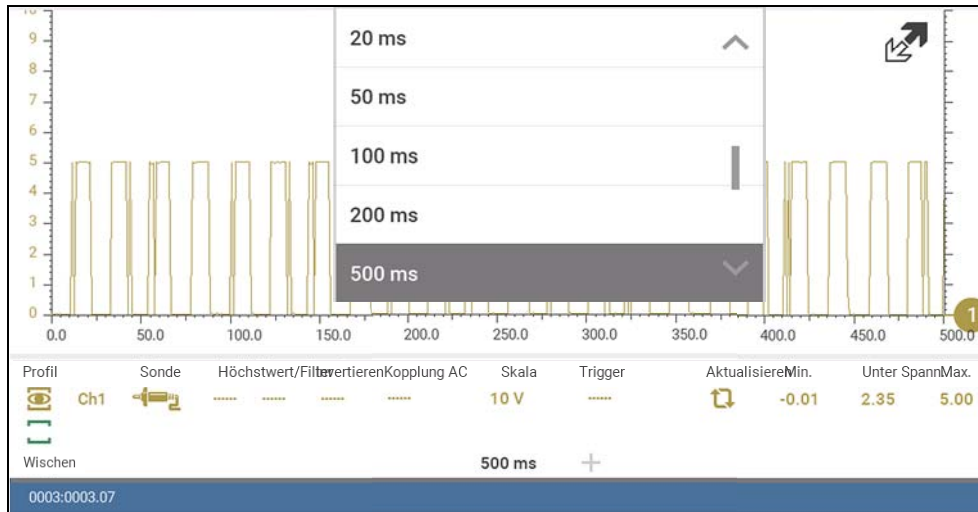 20 ms
50 ms
100 ms
200 ms
500 ms
10
9
8
7
6
5
4
3
2
1
0
0.0 50.0 100.0 150.0 200.0 250.0 300.0 350.0 400.0 450.0 500.0
1
Profil Sonde Höchstwert/Filter InvertierenKopplung AC Skala Trigger Aktualisieren Min. Unter Spann Max.
Ch1 ------ ------ ------ ------ 10 V ------ -0.01 2.35 5.00
Wischen 500 ms +
0003:0003.07